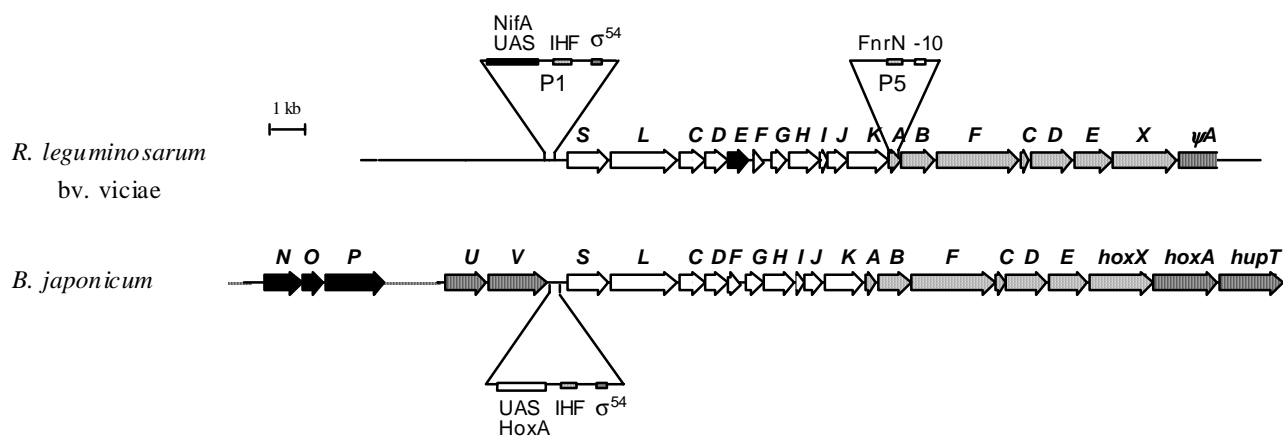 NifA
UAS IHF σ54
P1
FnrN -10
P5
1 kb
S L C D E F G H I J K A B F C D E X ψA
R. leguminosarum
bv. viciae
N O P U V S L C D F G H I J K A B F C D E hoxX hoxA hupT
B. japonicum
UAS IHF σ54
HoxA